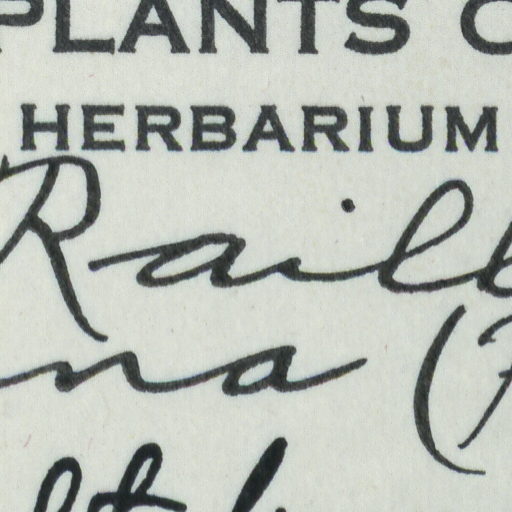 PLANTS O
HERBARIUM
Raill
na (